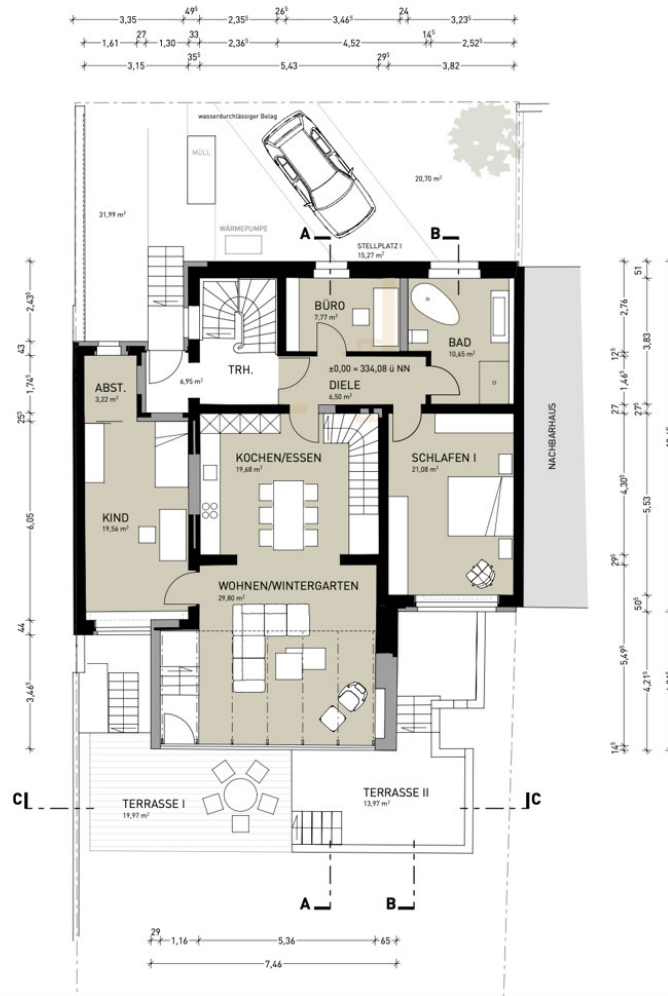 3,35 49⁵ 2,35⁵ 26⁵ 3,46⁵ 24 3,23⁵
1,61 27 1,30 33 2,36⁵ 4,52 14⁵ 2,52⁵
3,15 35⁵ 5,43 29⁵ 3,82
wasserdurchlässiger Belag
MÜLL
20,70 m²
31,99 m²
WÄRMEPUMPE
A
B
STELLPLATZ I
15,27 m²
BÜRO
7,77 m²
BAD
10,65 m²
TRH.
6,95 m²
±0,00 = 334,08 ü NN
DIELE
6,50 m²
ABST.
3,22 m²
KOCHEN/ESSEN
19,68 m²
SCHLAFEN I
21,08 m²
NACHBARHAUS
KIND
19,56 m²
WOHNEN/WINTERGARTEN
29,80 m²
TERRASSE I
19,97 m²
TERRASSE II
13,97 m²
C
C
A
B
2,43⁵
43
1,74⁵
25⁵
6,05
44
3,46⁵
2,76
12⁵
1,46⁵
27
4,30
29⁵
5,49⁵
14⁵
51
3,83
27⁵
5,53
50⁵
4,21⁵
29 1,16 5,36 65
7,46